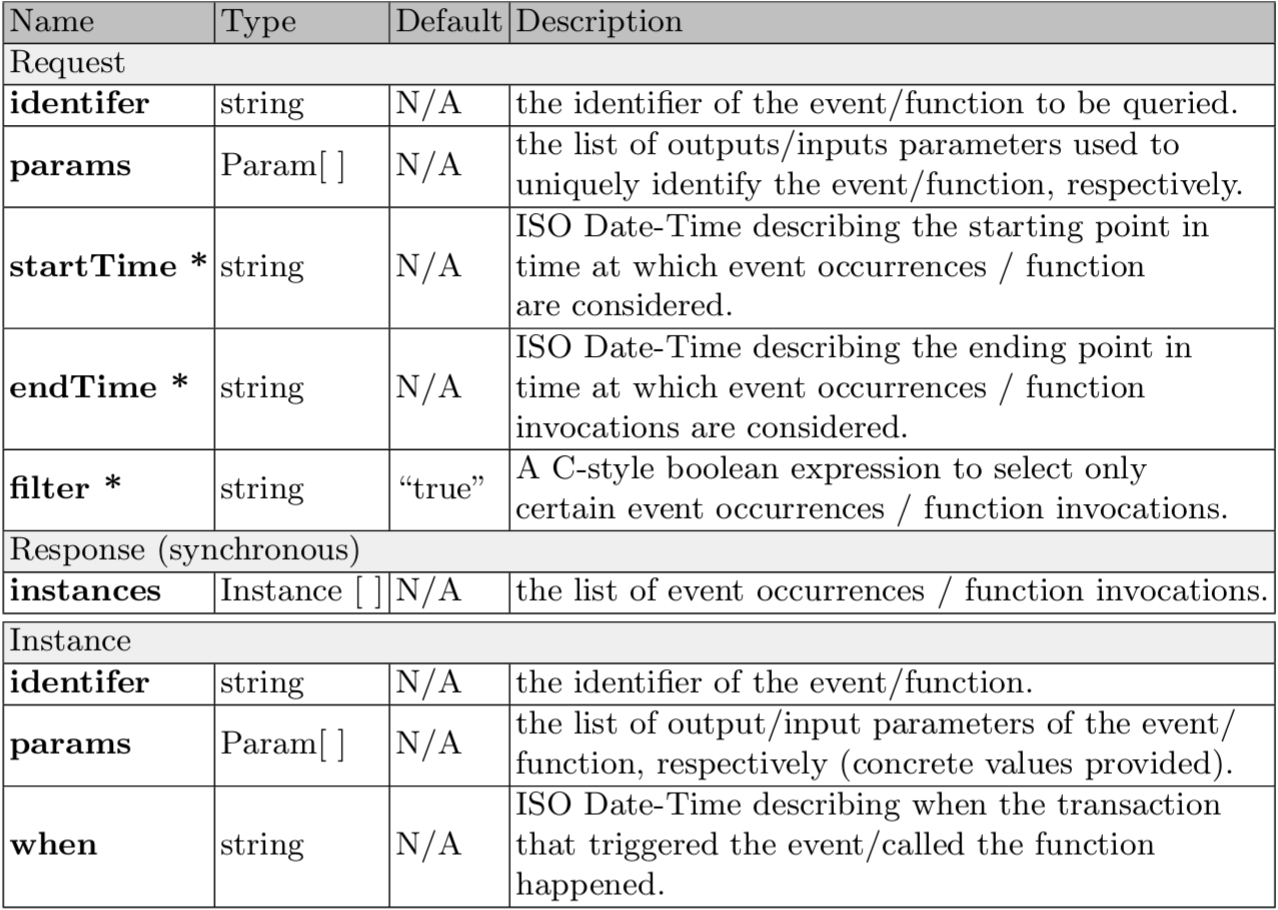 Name Type Default Description
Request
identifer string N/A the identifier of the event/function to be queried.
params Param[ ] N/A the list of outputs/inputs parameters used to
uniquely identify the event/function, respectively.
startTime * string N/A ISO Date-Time describing the starting point in
time at which event occurrences / function
are considered.
endTime * string N/A ISO Date-Time describing the ending point in
time at which event occurrences / function
invocations are considered.
filter * string “true” A C-style boolean expression to select only
certain event occurrences / function invocations.
Response (synchronous)
instances Instance [ ] N/A the list of event occurrences / function invocations.
Instance
identifer string N/A the identifier of the event/function.
params Param[ ] N/A the list of output/input parameters of the event/
function, respectively (concrete values provided).
when string N/A ISO Date-Time describing when the transaction
that triggered the event/called the function
happened.